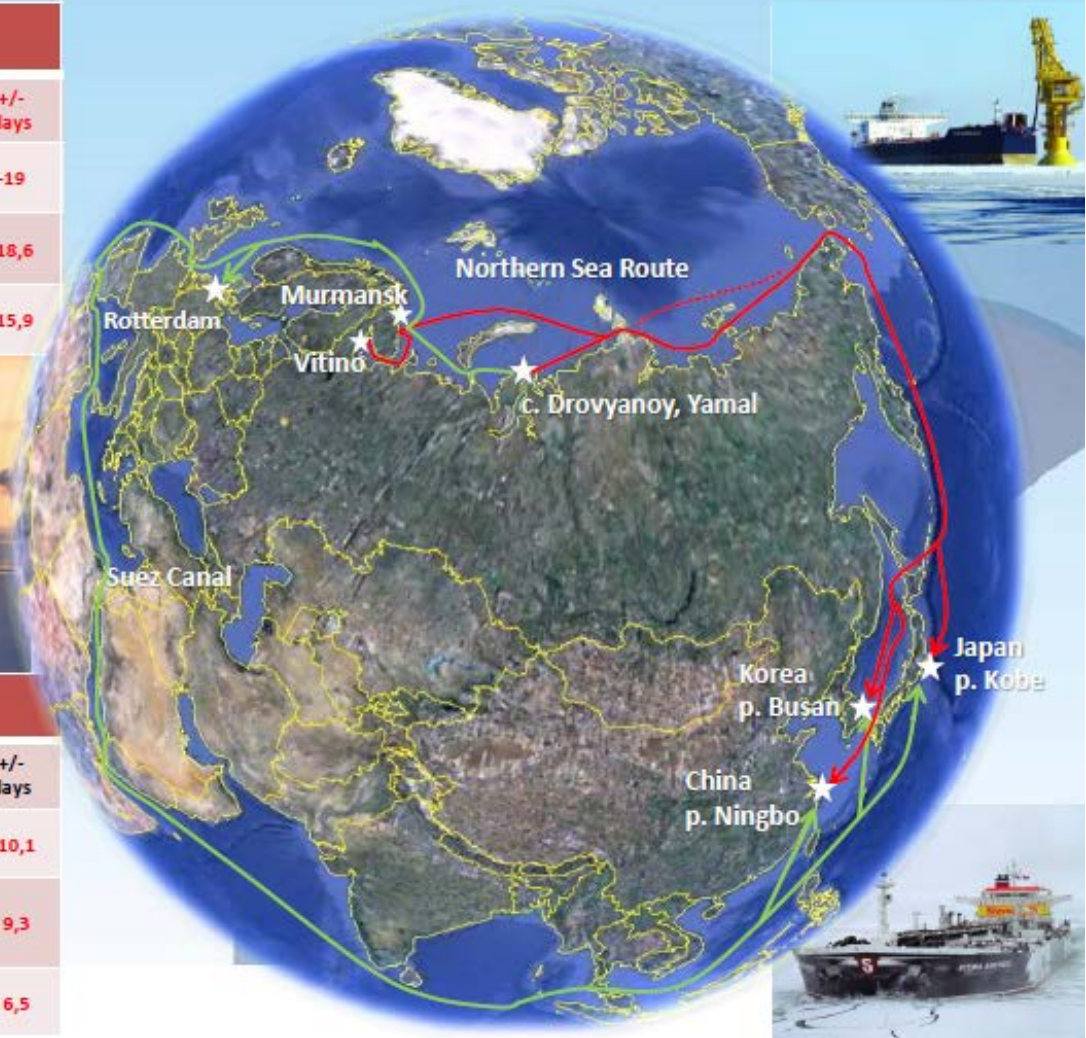 +/-
days
-19
18,6
15,9
Northern Sea Route
Murmansk
Rotterdam
Vitino
c. Drovyanoy, Yamal
Suez Canal
Japan
p. Kobe
Korea
p. Busan
China
p. Ningbo
+/-
days
10,1
9,3
6,5
S